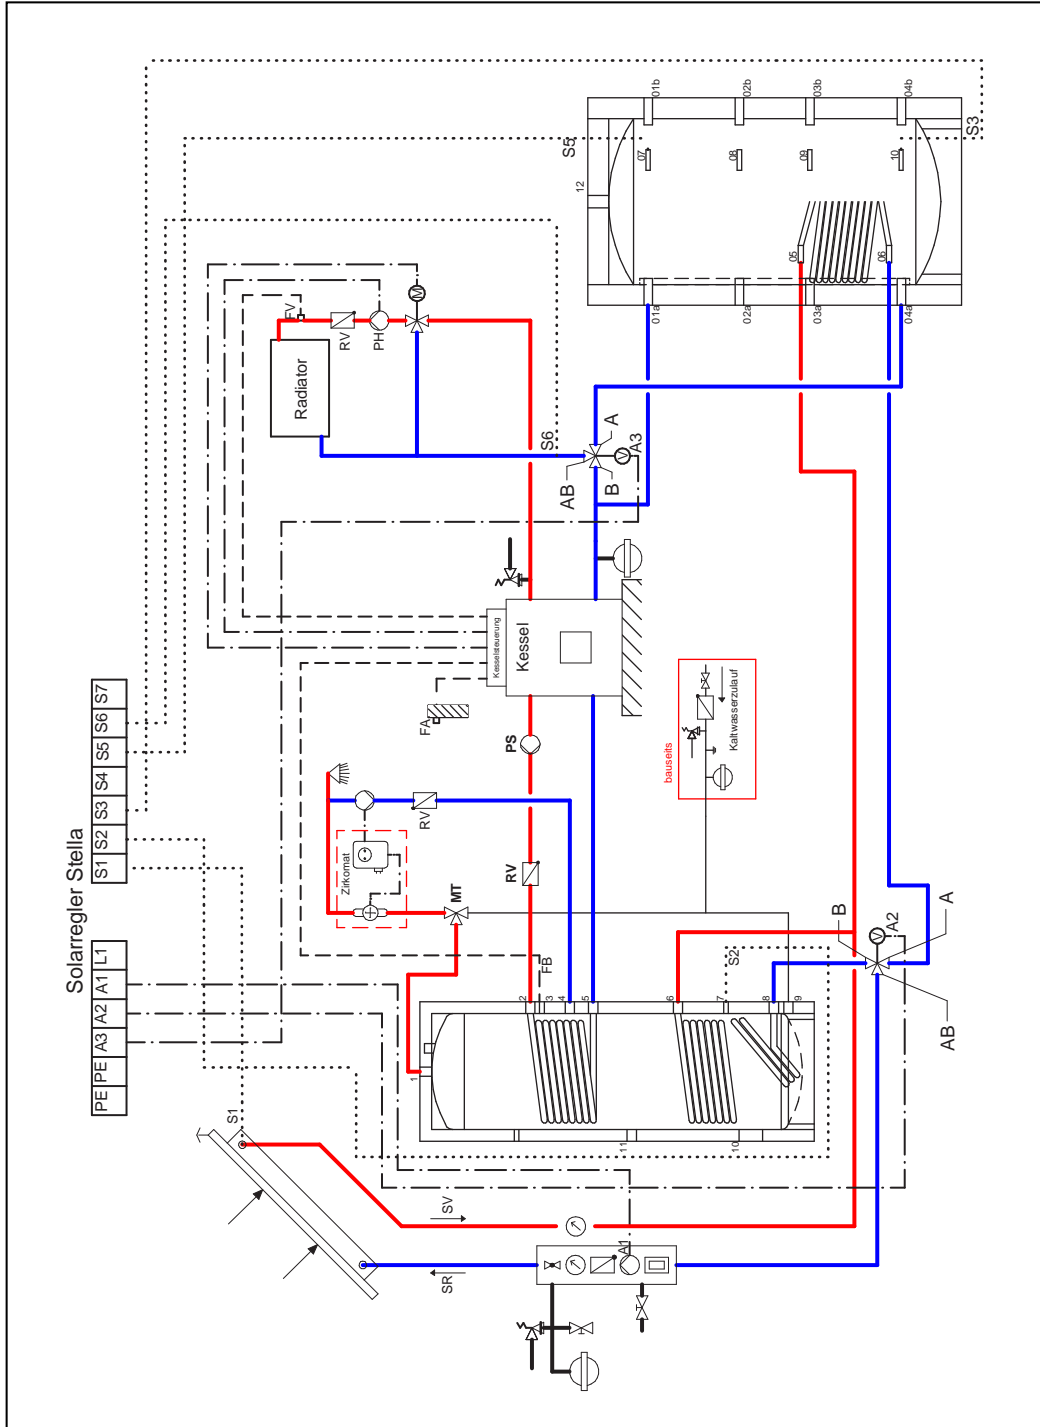 Solarregler Stella
PE
PE
A3
A2
A1
L1
S1
S2
S3
S4
S5
S6
S7
S1
SV
SR
A1
1
2
3
4
5
6
7
8
9
10
11
FB
S2
MT
RV
PS
Zirkomat
RV
FA
Kesselsteuerung
Kessel
bauseits
Kaltwasserzulauf
B
A
A2
AB
Radiator
FV
RV
PH
M
S6
AB
B
A
A3
V
V
12
S5
S3
01b
02b
03b
04b
07
08
09
10
05
06
01a
02a
03a
04a